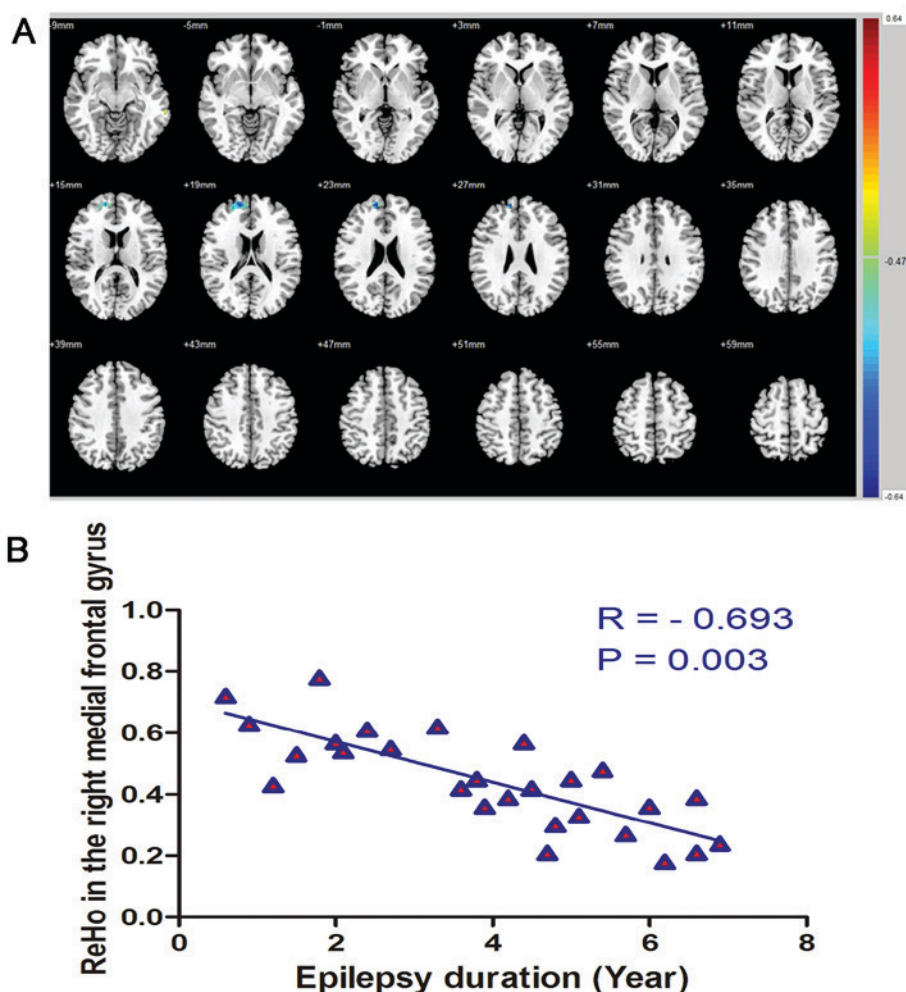 A
-9mm
-5mm
-1mm
+3mm
+7mm
+11mm
0.64
+15mm
+19mm
+23mm
+27mm
+31mm
+35mm
-0.47
+39mm
+43mm
+47mm
+51mm
+55mm
+59mm
-0.64
B
ReHo in the right medial frontal gyrus
1.0
0.8
0.6
0.4
0.2
0.0
R = - 0.693
P = 0.003
0
2
4
6
8
Epilepsy duration (Year)